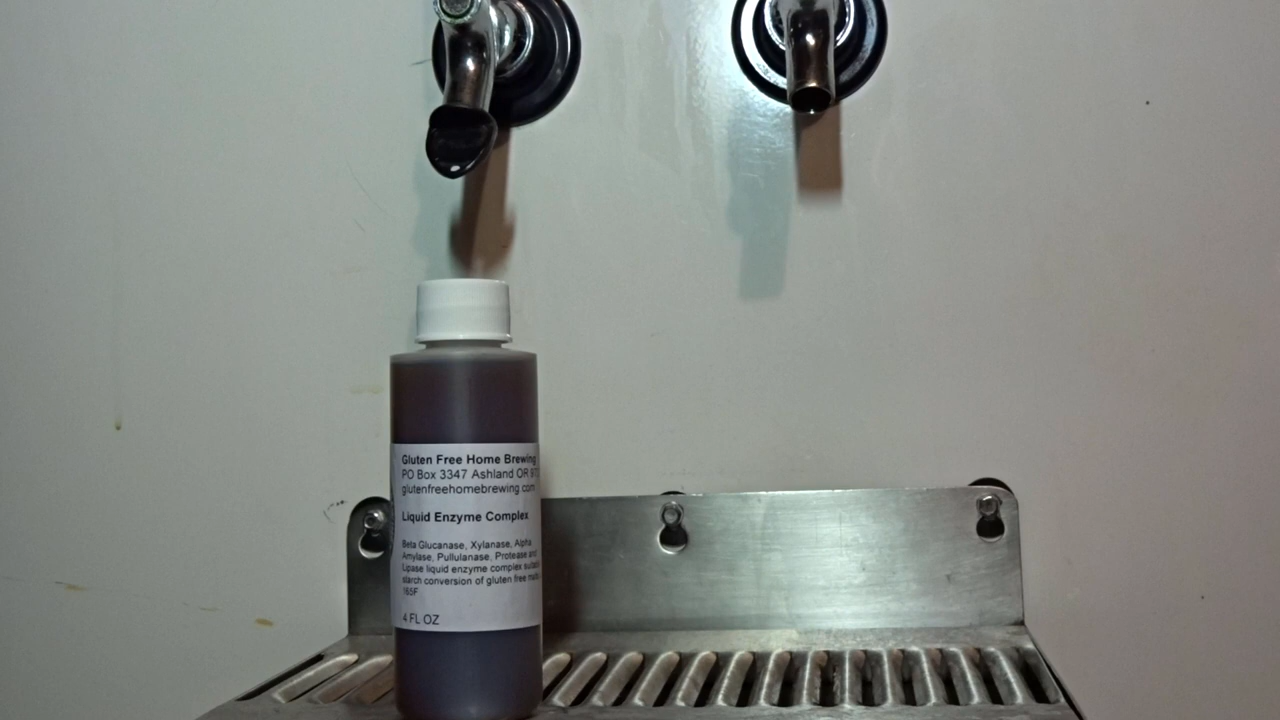 Gluten Free Home Brewing
PO Box 3347 Ashland OR
glutenfreehomebrewing.com
Liquid Enzyme Complex
Beta Glucanase, Xylanase, Alpha
Amylase, Pullulanase, Protease and
Lipase liquid enzyme complex
starch conversion of gluten free
165F
4 FL OZ